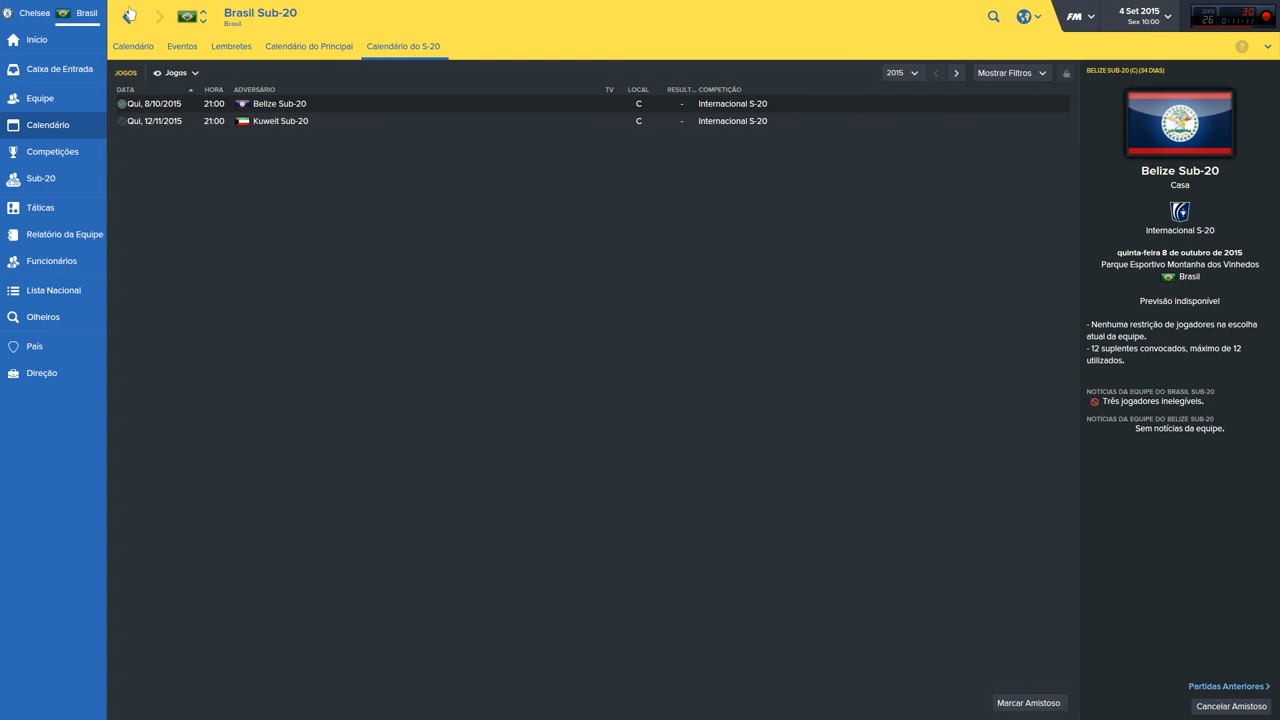 Chelsea Brasil
Brasil Sub-20
Brasil
FM
4 Set 2015
Sex 10:00
30
26
Calendário Eventos Lembretes Calendário do Principal Calendário do S-20
Início
Caixa de Entrada
Equipe
Calendário
Competições
Sub-20
Táticas
Relatório da Equipe
Funcionários
Lista Nacional
Olheiros
País
Direção
JOGOS Jogos 2015 Mostrar Filtros
DATA HORA ADVERSÁRIO TV LOCAL RESULT... COMPETIÇÃO
Qui, 8/10/2015 21:00 Belize Sub-20 C - Internacional S-20
Qui, 12/11/2015 21:00 Kuweit Sub-20 C - Internacional S-20
BELIZE SUB-20 (C) (34 DIAS)
Belize Sub-20
Casa
Internacional S-20
quinta-feira 8 de outubro de 2015
Parque Esportivo Montanha dos Vinhedos
Brasil
Previsão indisponível
- Nenhuma restrição de jogadores na escolha
atual da equipe.
- 12 suplentes convocados, máximo de 12
utilizados.
NOTÍCIAS DA EQUIPE DO BRASIL SUB-20
Três jogadores inelegíveis.
NOTÍCIAS DA EQUIPE DO BELIZE SUB-20
Sem notícias da equipe.
Partidas Anteriores
Marcar Amistoso
Cancelar Amistoso